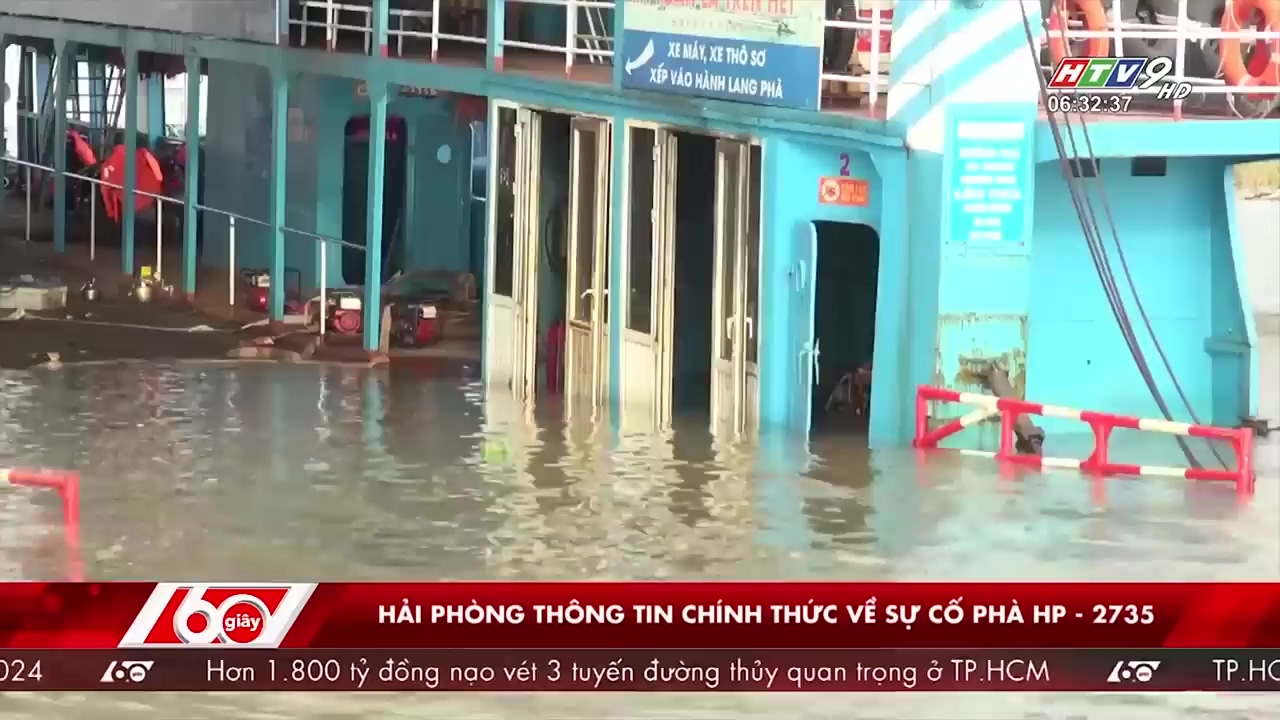 XE MÁY, XE THÔ SƠ
XẾP VÀO HÀNH LANG PHÀ
HTV9 HD
06:32:37
2
60 giây
HẢI PHÒNG THÔNG TIN CHÍNH THỨC VỀ SỰ CỐ PHÀ HP - 2735
024 60 Hơn 1.800 tỷ đồng nạo vét 3 tuyến đường thủy quan trọng ở TP.HCM 60 TP.HC